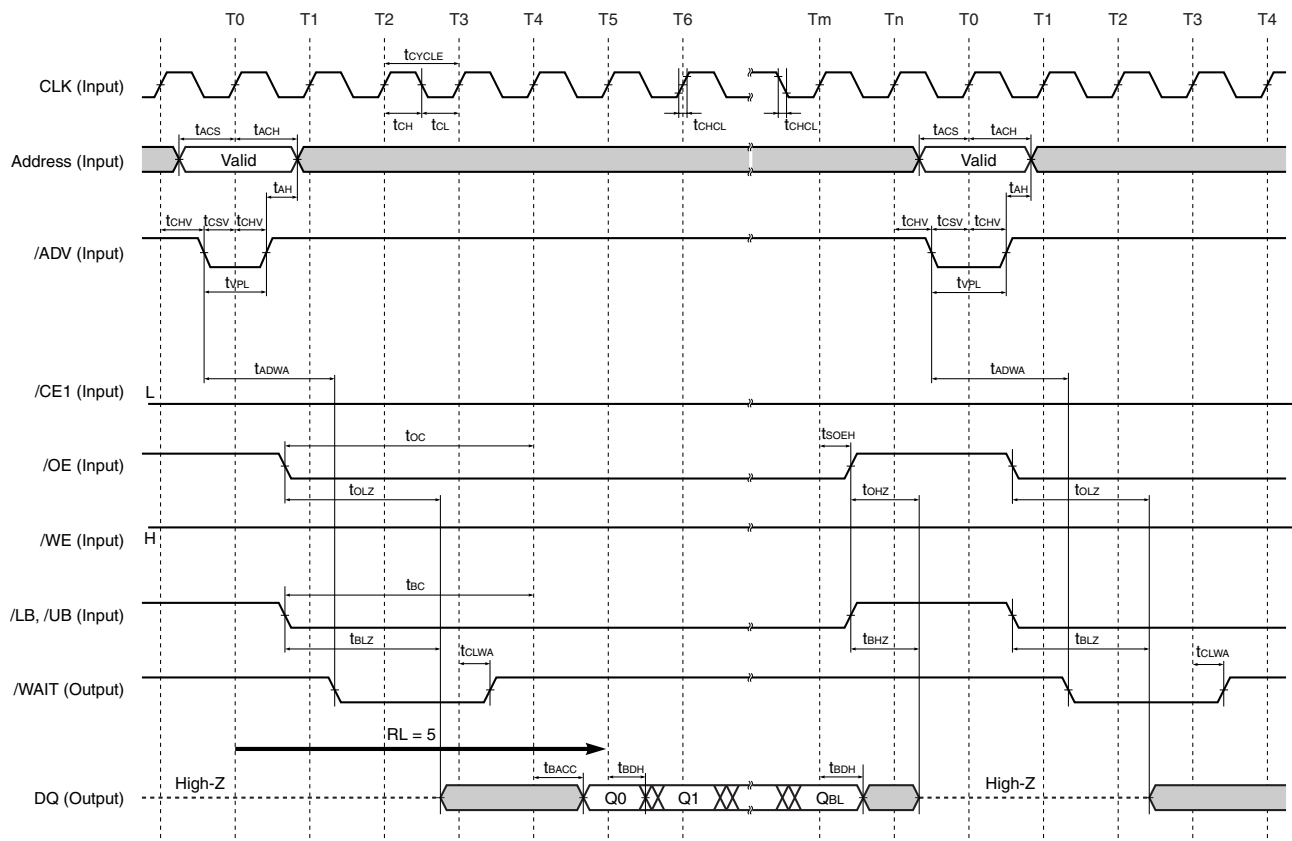 T0 T1 T2 T3 T4 T5 T6 Tm Tn T0 T1 T2 T3 T4
tCYCLE
CLK (Input)
tCH tCL tCHCL tCHCL
tACS tACH tACS tACH
Address (Input) Valid Valid
tAH tAH
tCHV tCSV tCHV tCHV tCSV tCHV
/ADV (Input)
tVPL tVPL
tADWA tADWA
/CE1 (Input) L
tOC tSOEH
/OE (Input)
tOLZ tOHZ tOLZ
/WE (Input) H
tBC
/LB, /UB (Input)
tBLZ tBHZ tBLZ
tCLWA tCLWA
/WAIT (Output)
RL = 5
High-Z tBACC tBDH tBDH High-Z
DQ (Output) Q0 Q1 QBL